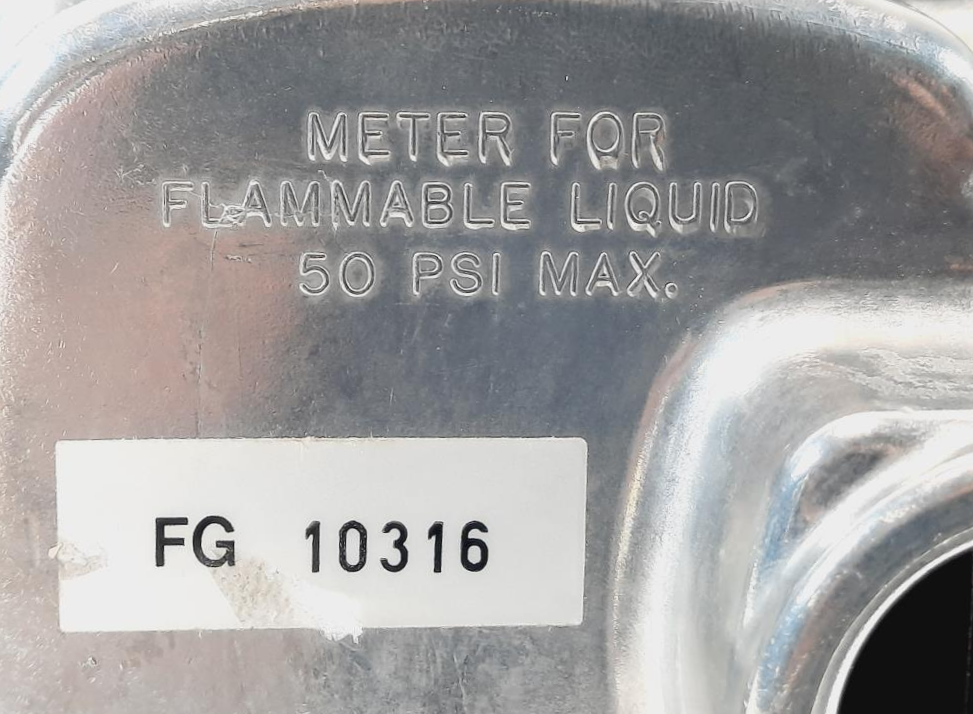 METER FOR
FLAMMABLE LIQUID
50 PSI MAX.
FG 10316